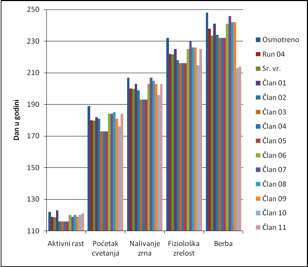 250
230
210
190
170
150
130
110
Dan u godini
Aktivni rast
Početak
cvetanja
Nalivanje
zrna
Fiziološka
zrelost
Berba
Osmotreno
Run 04
Sr. vr.
Član 01
Član 02
Član 03
Član 04
Član 05
Član 06
Član 07
Član 08
Član 09
Član 10
Član 11